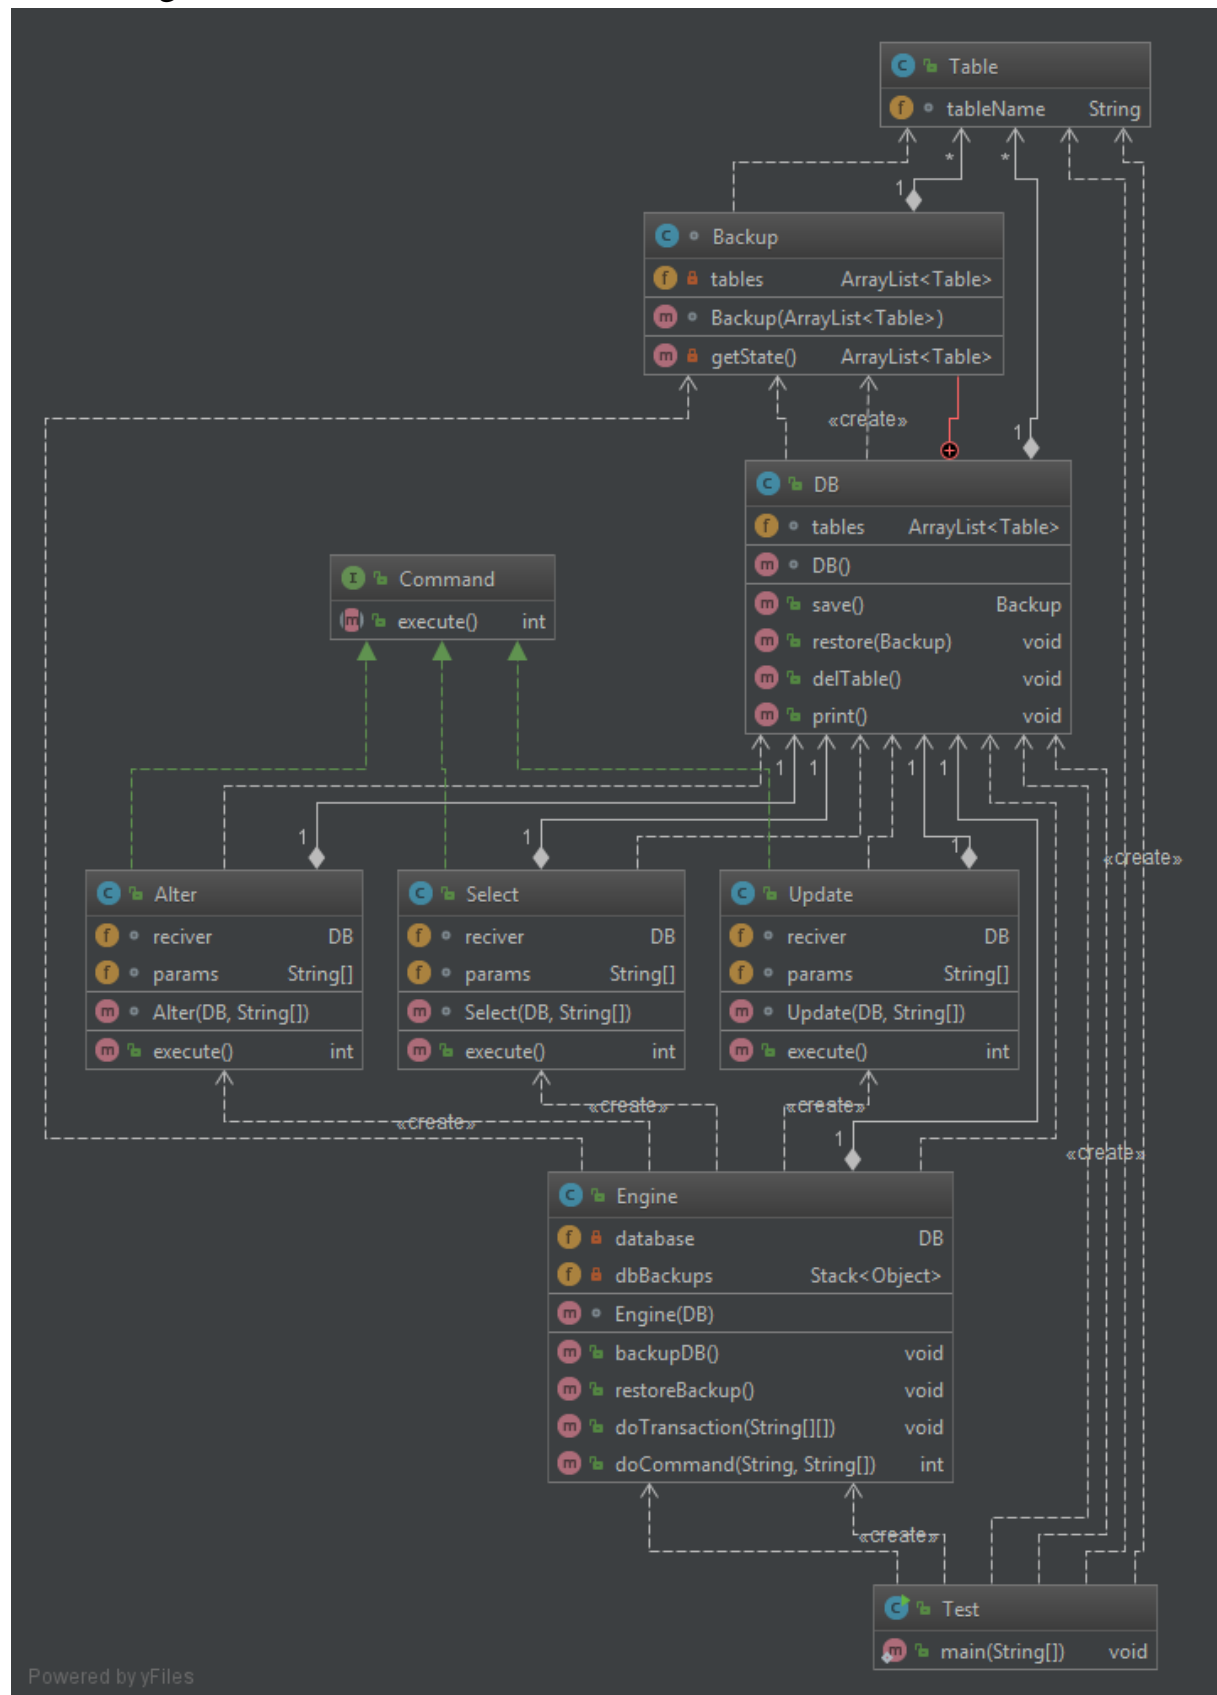 Table
tableName String
*
*
1
Backup
tables ArrayList<Table>
Backup(ArrayList<Table>)
getState() ArrayList<Table>
«create»
1
DB
tables ArrayList<Table>
DB()
save() Backup
restore(Backup) void
delTable() void
print() void
Command
execute() int
1
1
1
1
1
1
1
«create»
Alter
reciver DB
params String[]
Alter(DB, String[])
execute() int
Select
reciver DB
params String[]
Select(DB, String[])
execute() int
Update
reciver DB
params String[]
Update(DB, String[])
execute() int
«create»
«create»
«create»
1
«create»
Engine
database DB
dbBackups Stack<Object>
Engine(DB)
backupDB() void
restoreBackup() void
doTransaction(String[][]) void
doCommand(String, String[]) int
«create»
Test
main(String[]) void
Powered by yFiles